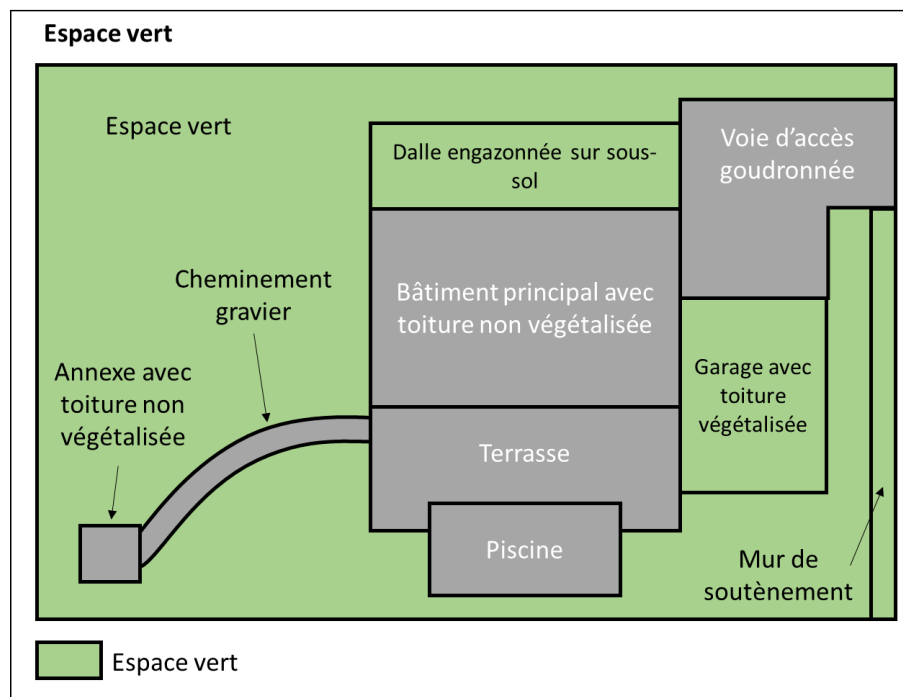 Espace vert
Espace vert
Dalle engazonnée sur sous-
sol
Voie d’accès
goudronnée
Cheminement
gravier
Bâtiment principal avec
toiture non végétalisée
Annexe avec
toiture non
végétalisée
Garage avec
toiture
végétalisée
Terrasse
Piscine
Mur de
soutènement
Espace vert